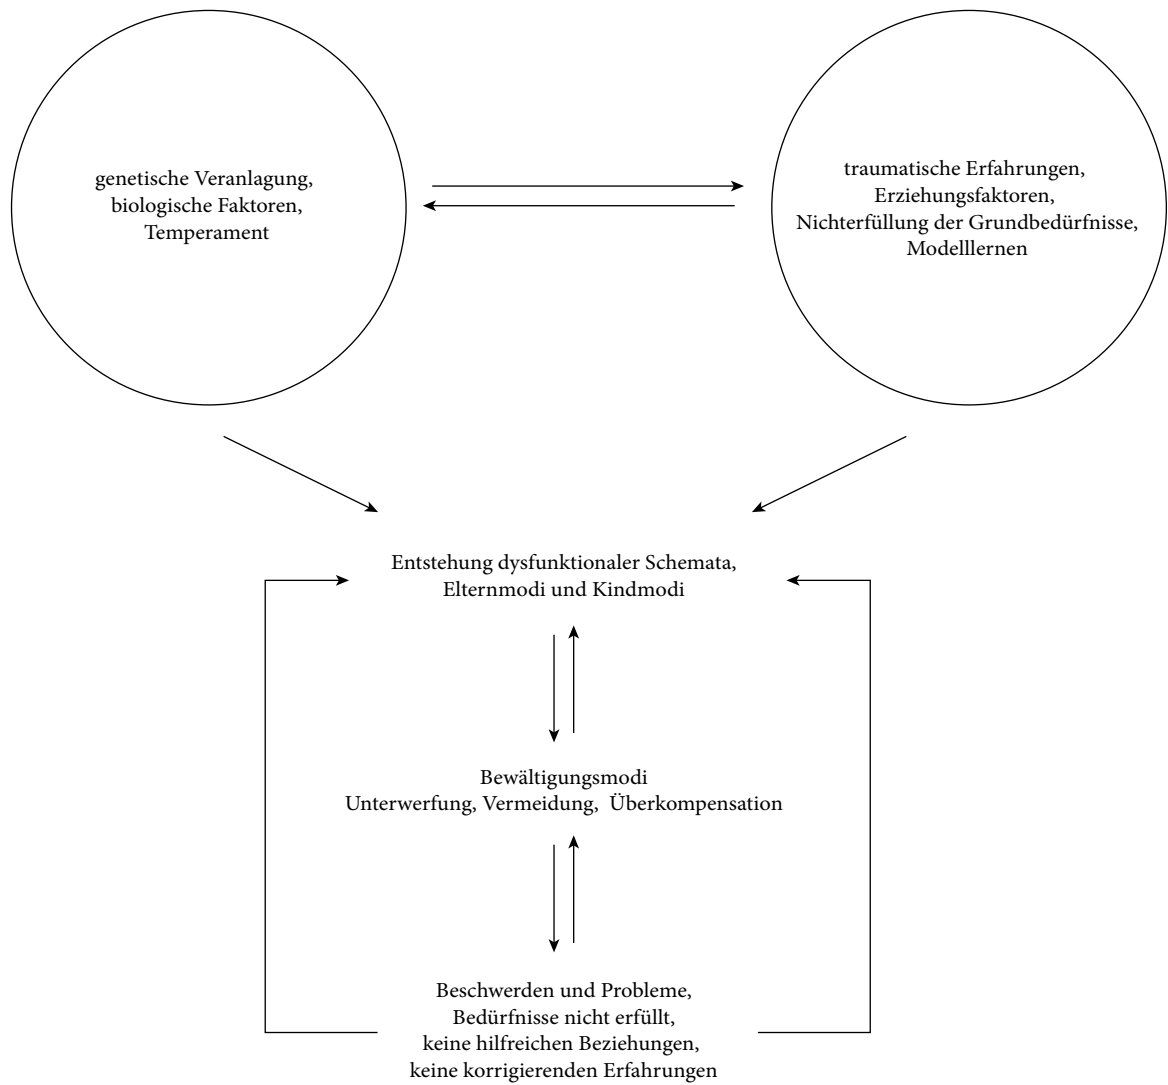 genetische Veranlagung,
biologische Faktoren,
Temperament
traumatische Erfahrungen,
Erziehungsfaktoren,
Nichterfüllung der Grundbedürfnisse,
Modelllernen
Entstehung dysfunktionaler Schemata,
Elternmodi und Kindmodi
Bewältigungsmodi
Unterwerfung, Vermeidung, Überkompensation
Beschwerden und Probleme,
Bedürfnisse nicht erfüllt,
keine hilfreichen Beziehungen,
keine korrigierenden Erfahrungen